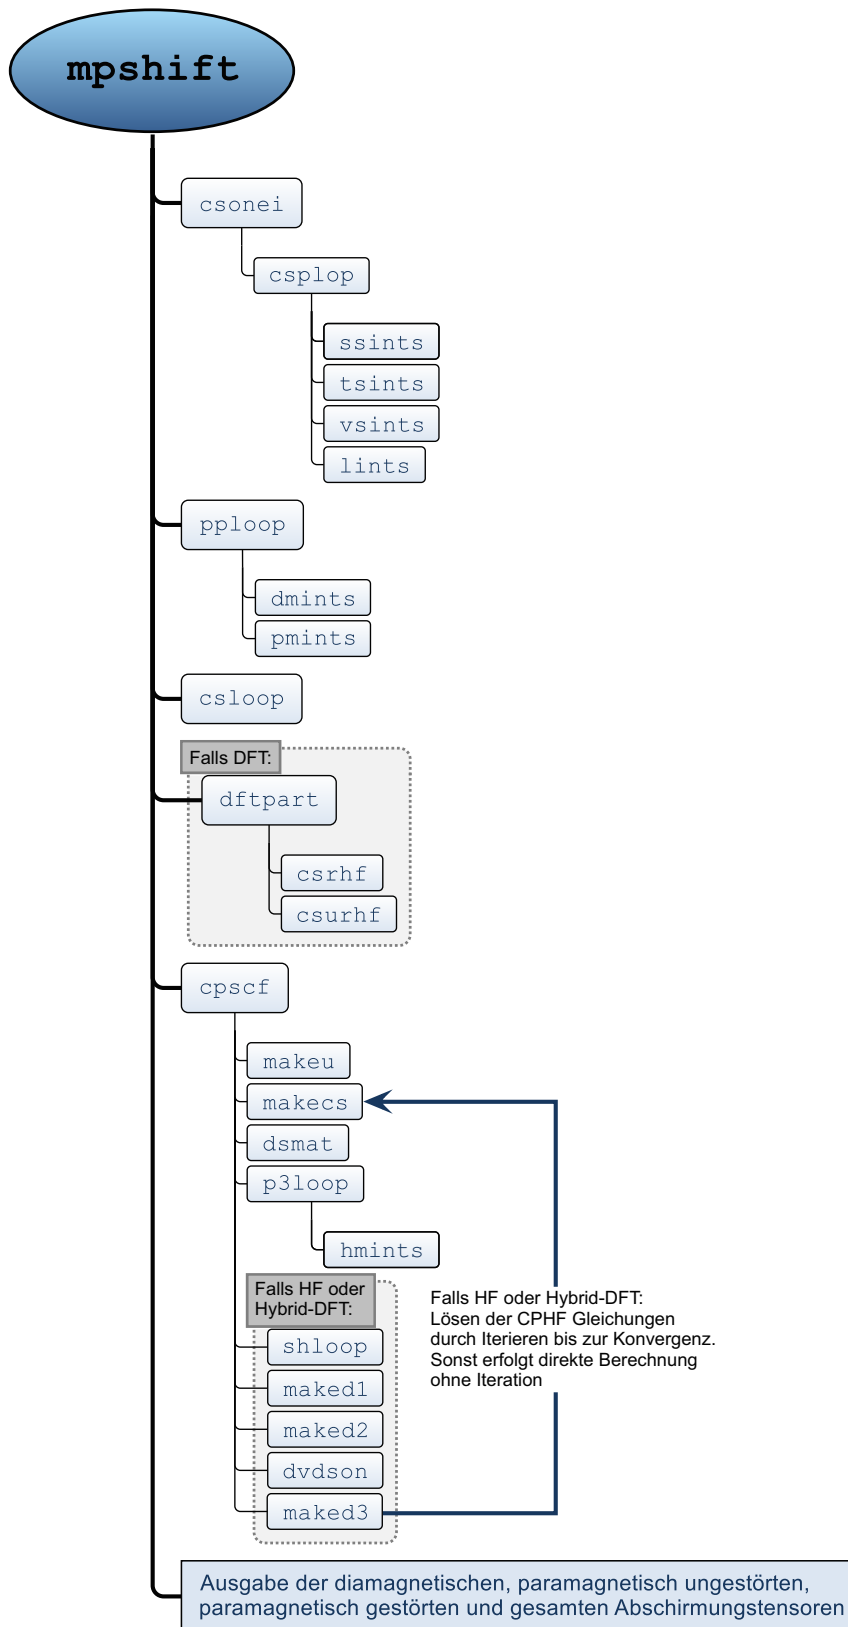 mpshift
csonei
csplop
ssints
tsints
vsints
lints
pploop
dmints
pmints
csloop
Falls DFT:
dftpart
csrhf
csurhf
cpscf
makeu
makecs
dsmat
p3loop
hmints
Falls HF oder
Hybrid-DFT:
shloop
maked1
maked2
dvdson
maked3
Falls HF oder Hybrid-DFT:
Lösen der CPHF Gleichungen
durch Iterieren bis zur Konvergenz.
Sonst erfolgt direkte Berechnung
ohne Iteration
Ausgabe der diamagnetischen, paramagnetisch ungestörten,
paramagnetisch gestörten und gesamten Abschirmungstensoren